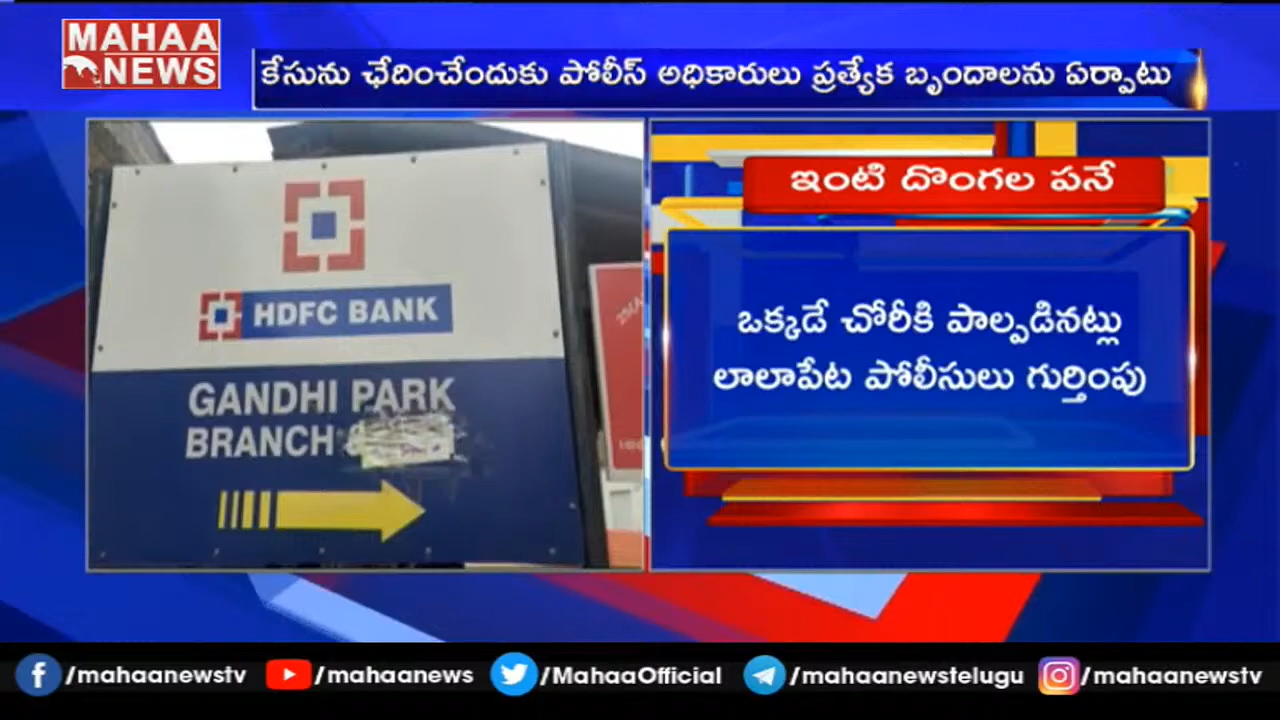 MAHAA
NEWS
కేసును ఛేదించేందుకు పోలీస్ అధికారులు ప్రత్యేక బృందాలను ఏర్పాటు
HDFC BANK
GANDHI PARK
BRANCH
ఇంటి దొంగల పనే
ఒక్కడే చోరీకి పాల్పడినట్లు
లాలాపేట పోలీసులు గుర్తింపు
/mahaanewstv
/mahaanews
/MahaaOfficial
/mahaanewstelugu
/mahaanewstv